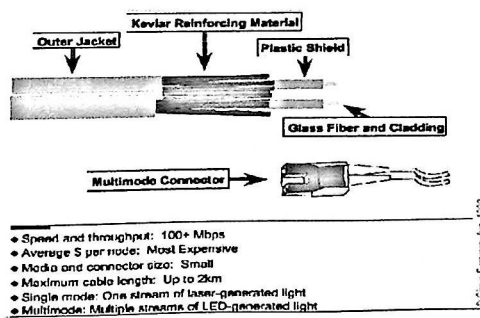 Kevlar Reinforcing Material
Outer Jacket
Plastic Shield
Glass Fiber and Cladding
Multimode Connector
◆ Speed and throughput: 100+ Mbps
◆ Average $ per node: Most Expensive
◆ Media and connector size: Small
◆ Maximum cable length: Up to 2km
◆ Single mode: One stream of laser-generated light
◆ Multimode: Multiple streams of LED-generated light